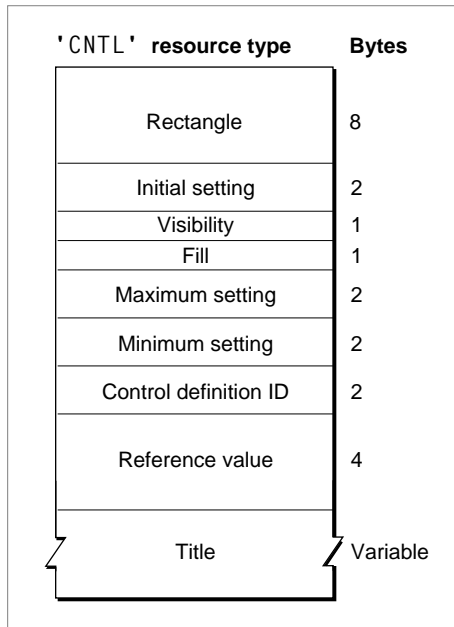 'CNTL' resource type Bytes
Rectangle 8
Initial setting 2
Visibility 1
Fill 1
Maximum setting 2
Minimum setting 2
Control definition ID 2
Reference value 4
Title Variable